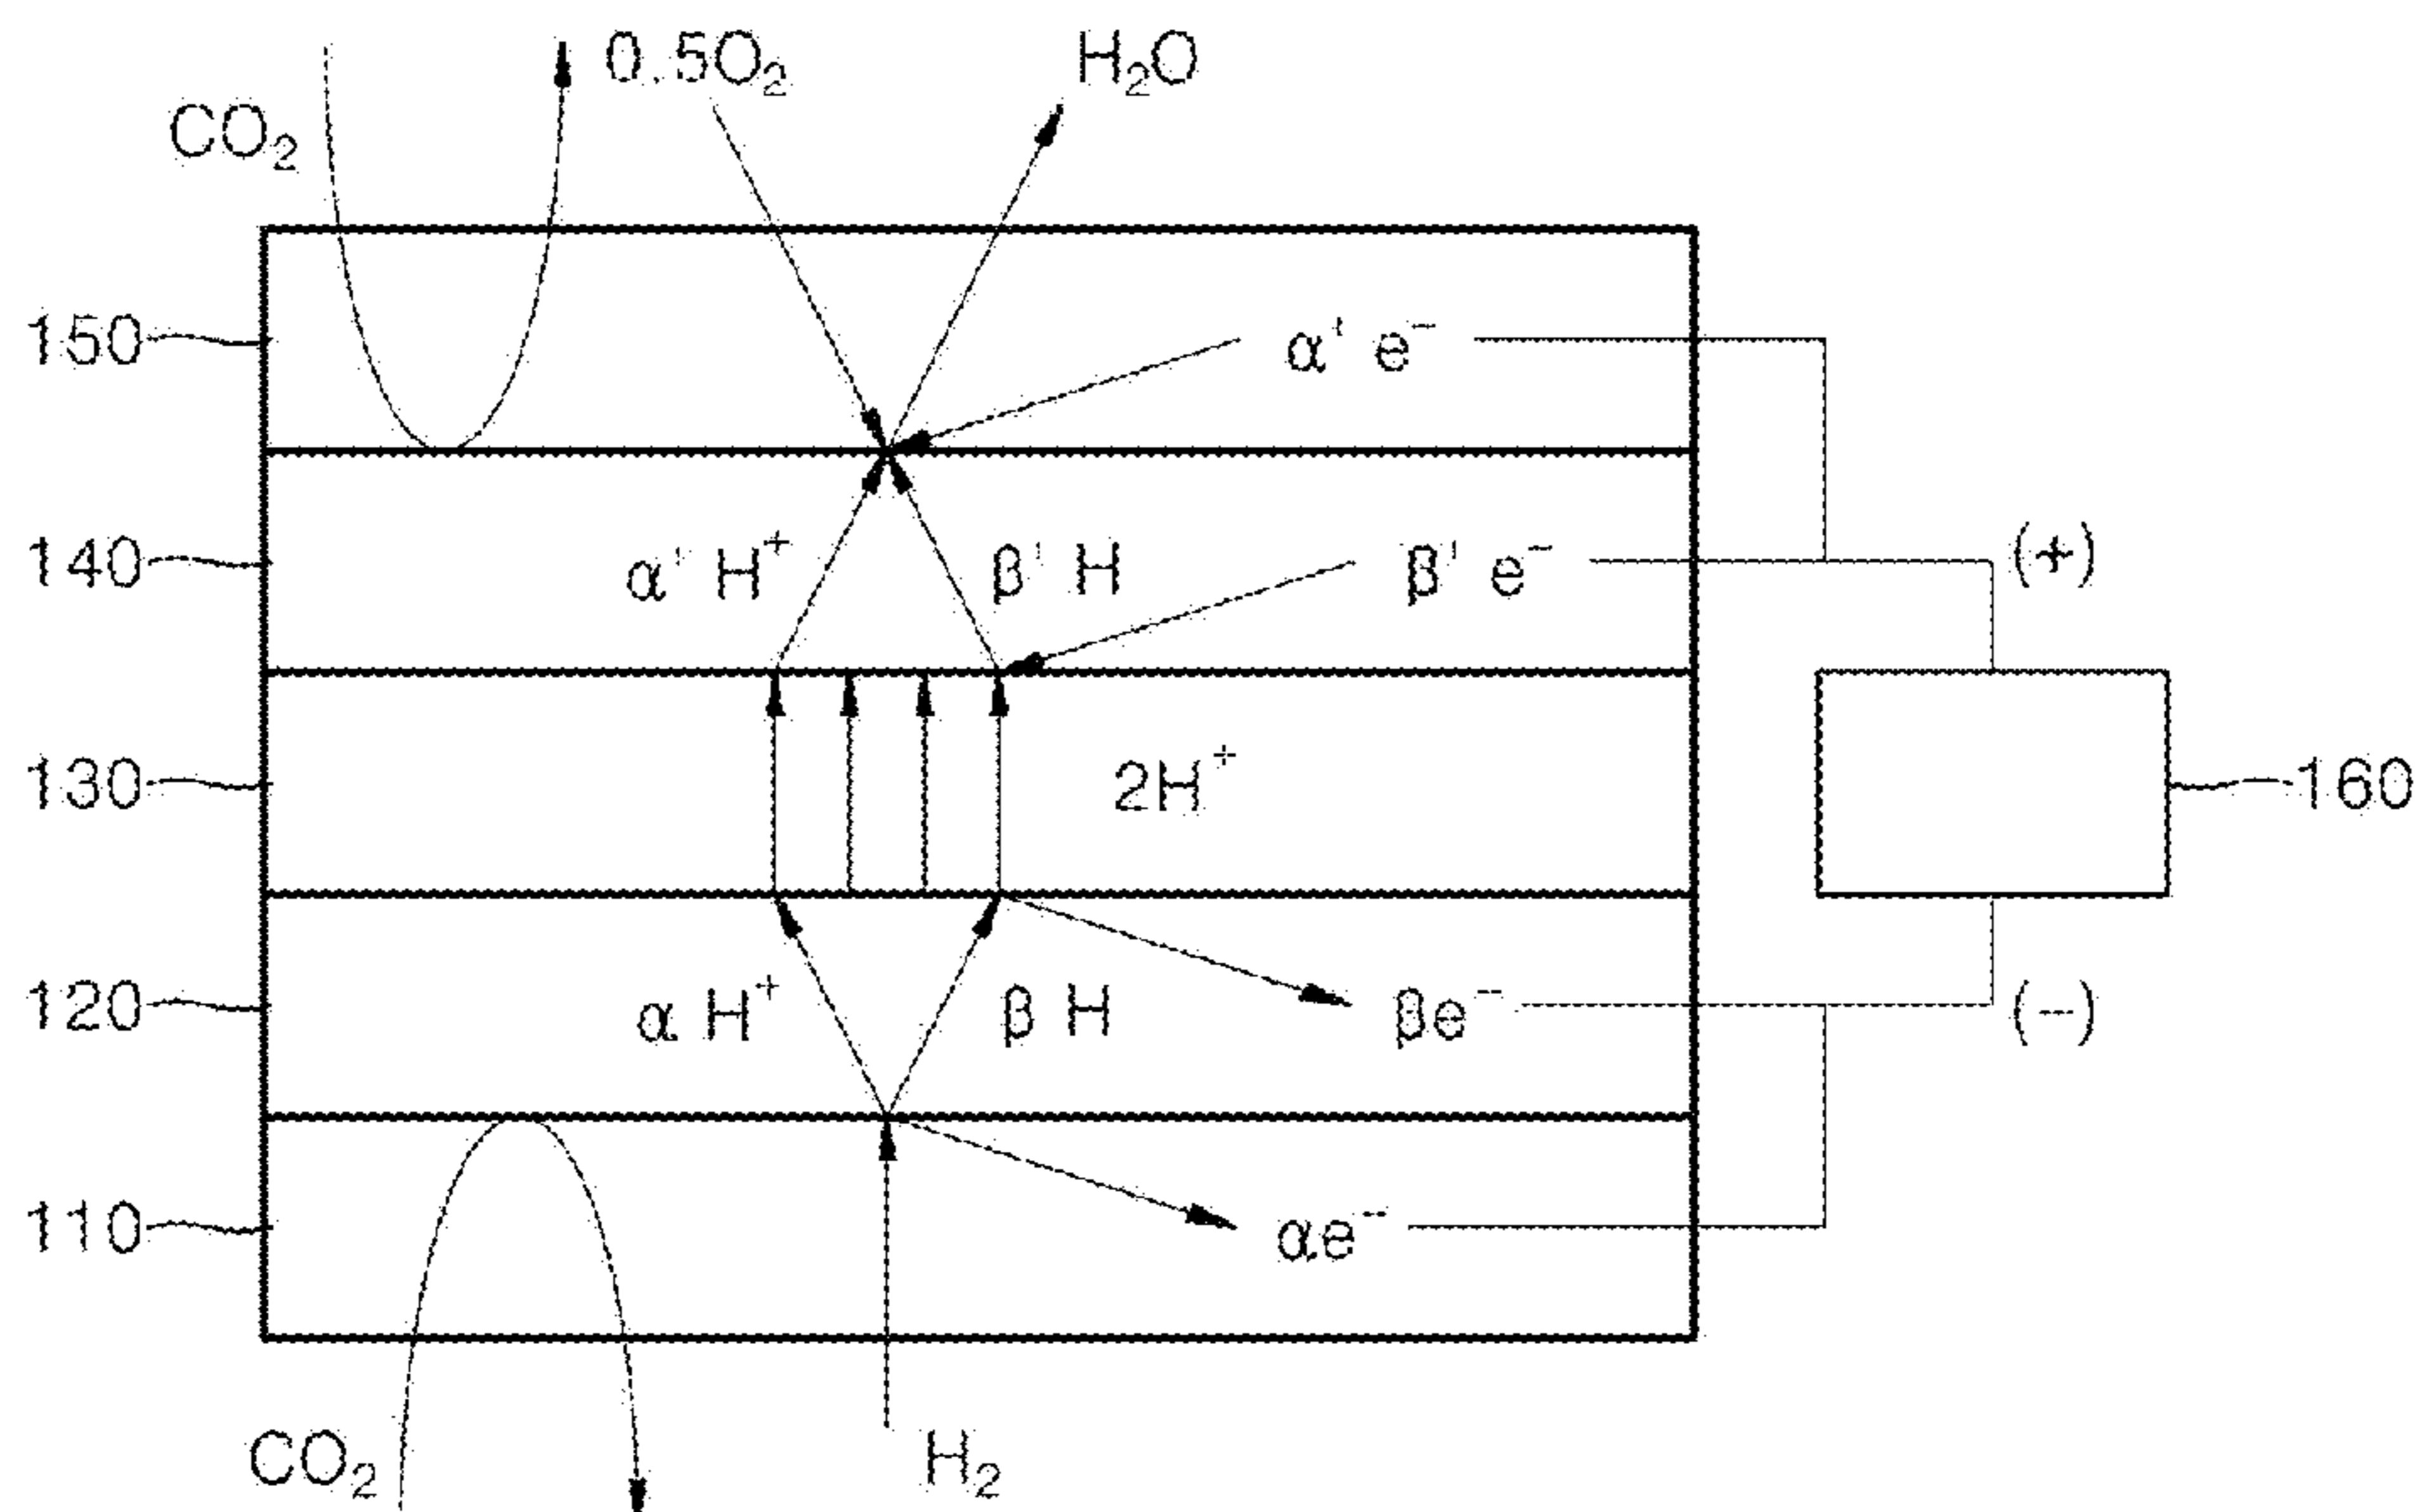 0.5O₂ H₂O
CO₂
150 α' e⁻
140 α' H⁺ β' H β' e⁻ (+)
130 2H⁺ 160
120 α H⁺ β H βe⁻ (−)
110 αe⁻
CO₂ H₂